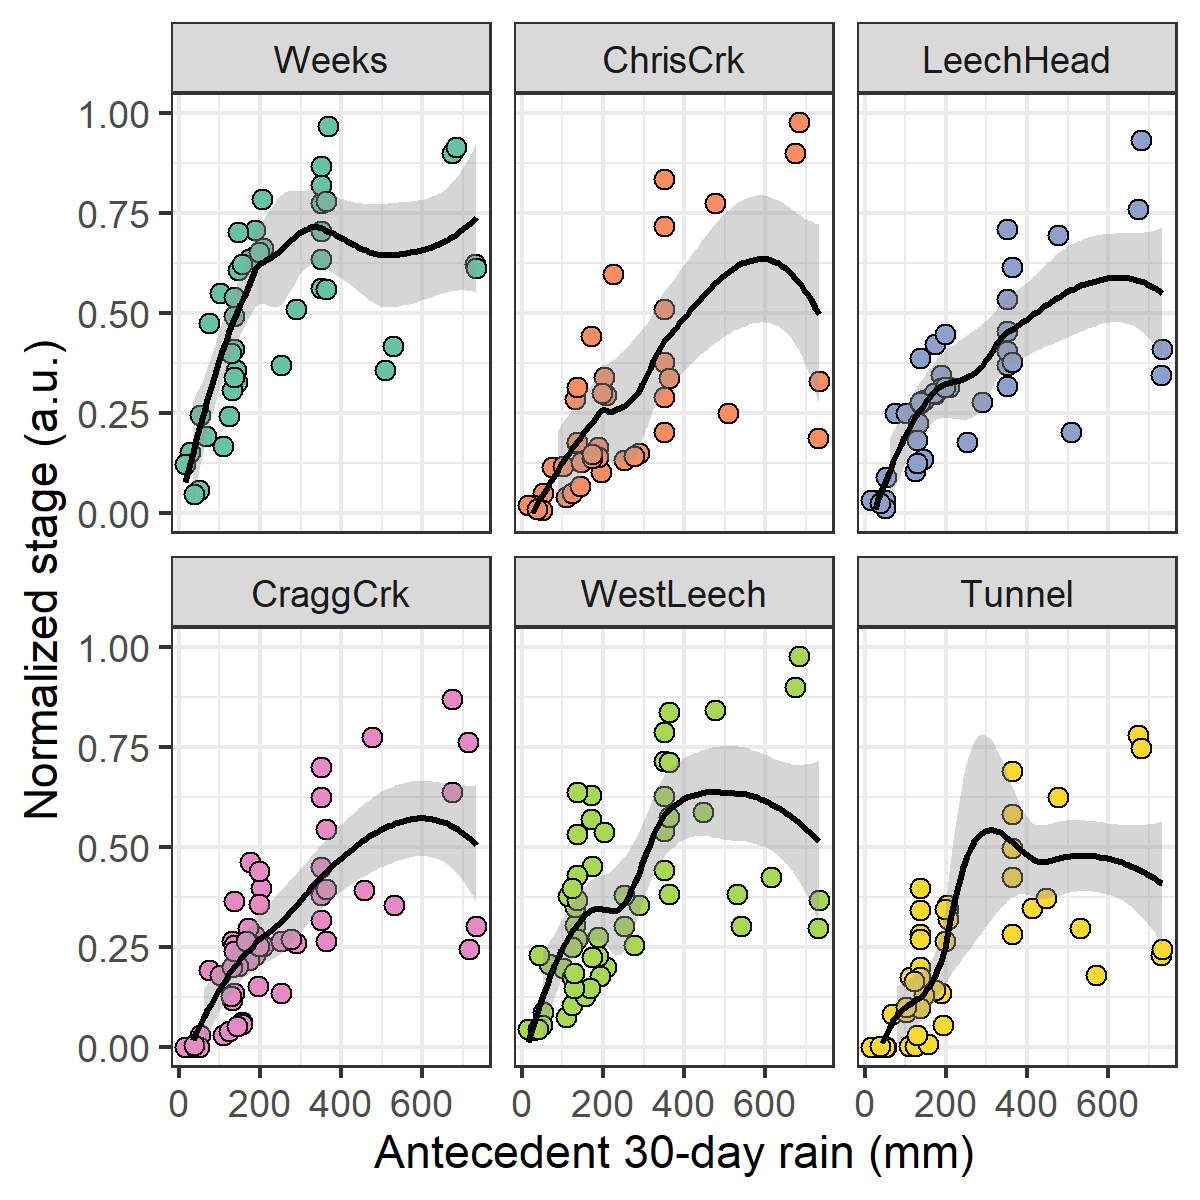 Weeks ChrisCrk LeechHead
1.00
0.75
0.50
0.25
0.00
CraggCrk WestLeech Tunnel
1.00
0.75
0.50
0.25
0.00
0 200 400 600 0 200 400 600 0 200 400 600
Antecedent 30-day rain (mm)
Normalized stage (a.u.)